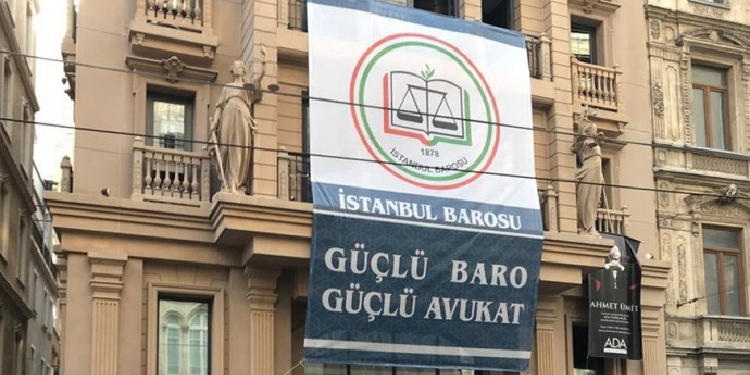 1878
İSTANBUL BAROSU
İSTANBUL BAROSU
GÜÇLÜ BARO
GÜÇLÜ AVUKAT
AHMET ÜMİT
ADA